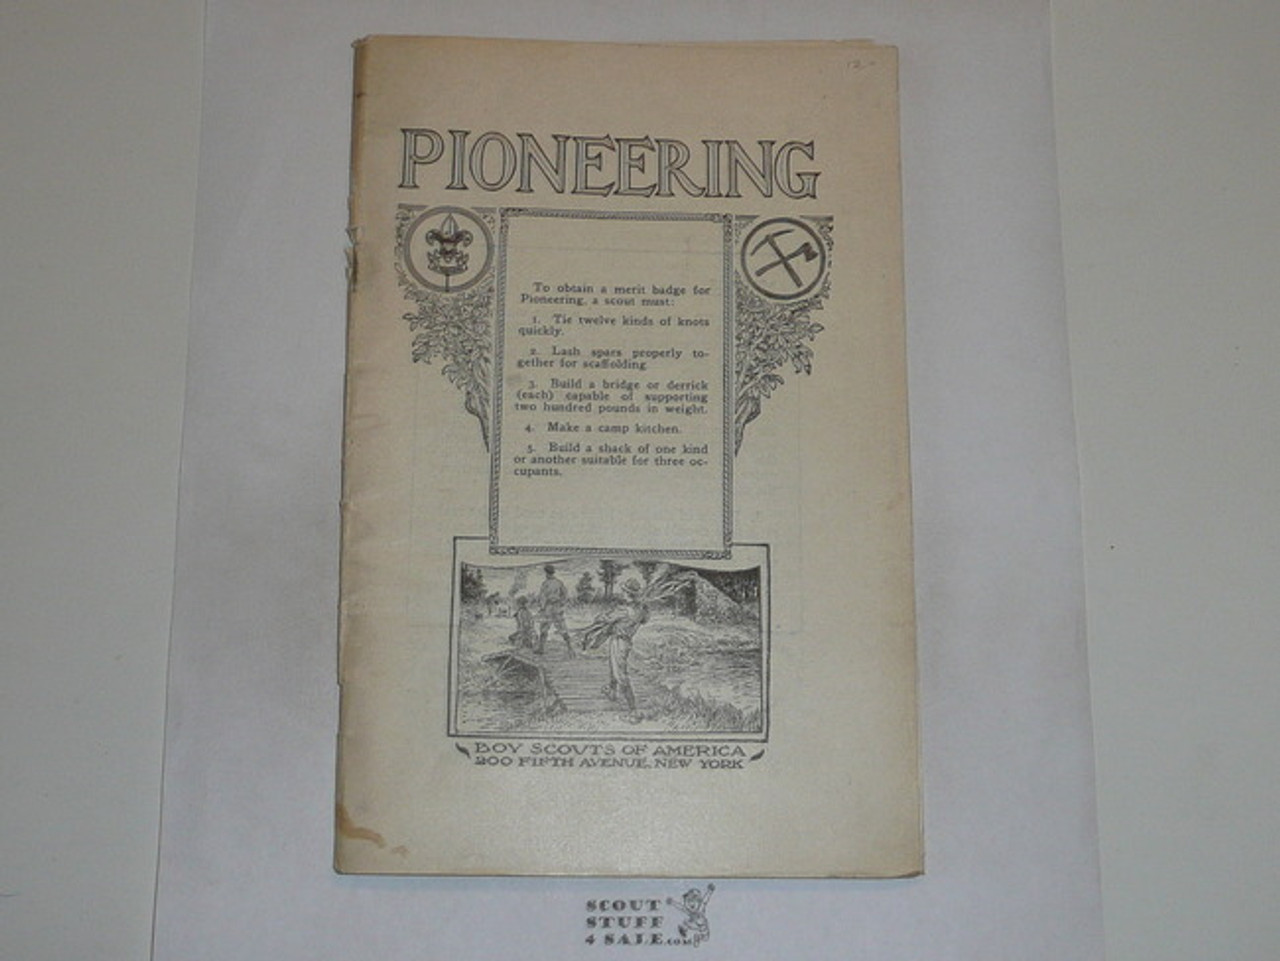 12-
PIONEERING
To obtain a merit badge for
Pioneering, a scout must:
1. Tie twelve kinds of knots
quickly.
2. Lash spars properly to-
gether for scaffolding.
3. Build a bridge or derrick
(each) capable of supporting
two hundred pounds in weight.
4. Make a camp kitchen.
5. Build a shack of one kind
or another suitable for three oc-
cupants.
BOY SCOUTS OF AMERICA
200 FIFTH AVENUE, NEW YORK
SCOUT
STUFF
4 SALE.COM